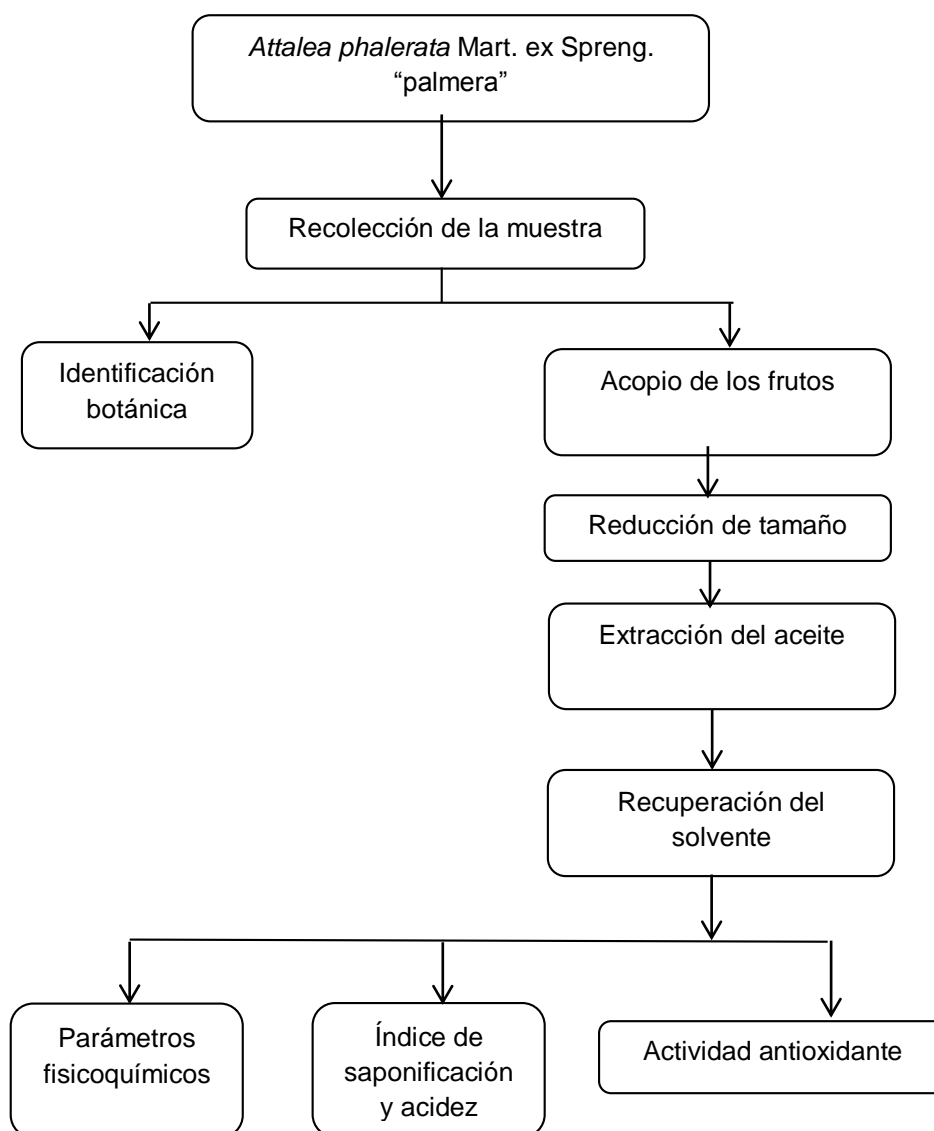 Attalea phalerata Mart. ex Spreng.
“palmera”
Recolección de la muestra
Identificación
botánica
Acopio de los frutos
Reducción de tamaño
Extracción del aceite
Recuperación del
solvente
Parámetros
fisicoquímicos
Índice de
saponificación
y acidez
Actividad antioxidante